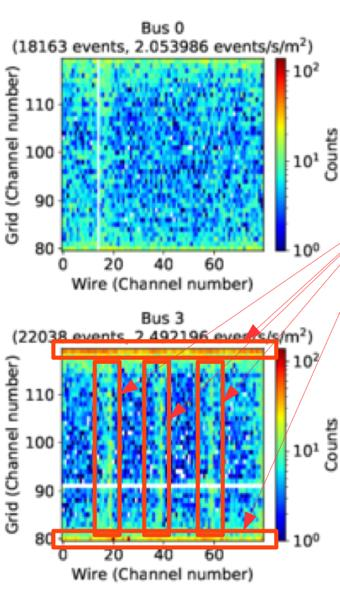 Bus 0
(18163 events, 2.053986 events/s/m²)
Grid (Channel number)
110
100
90
80
0 20 40 60
Wire (Channel number)
10²
10¹
10⁰
Counts
Bus 3
(22038 events, 2.492196 events/s/m²)
Grid (Channel number)
110
100
90
80
0 20 40 60
Wire (Channel number)
10²
10¹
10⁰
Counts